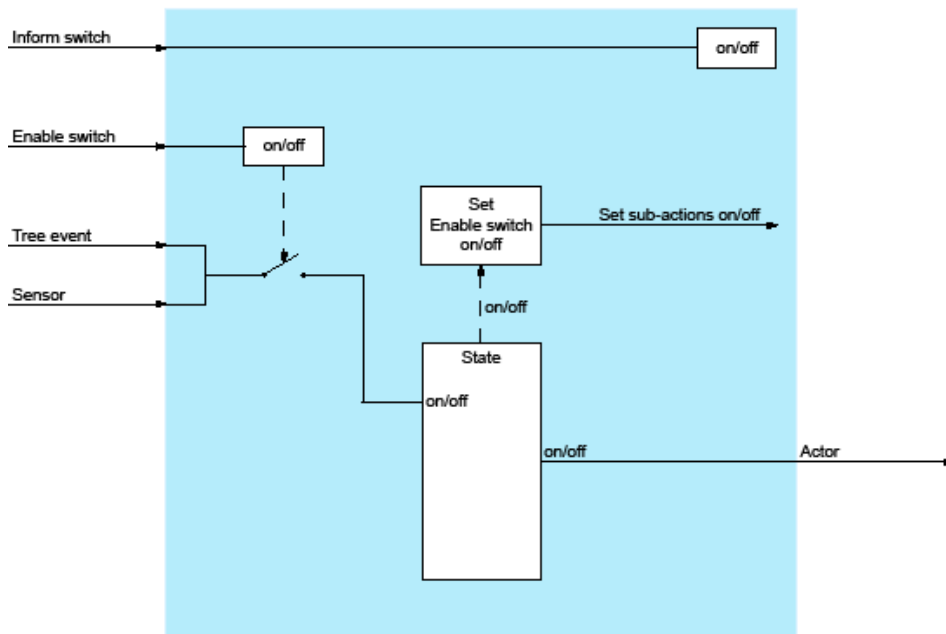 Inform switch
on/off
Enable switch
on/off
Set
Enable switch
on/off
Set sub-actions on/off
Tree event
Sensor
on/off
State
on/off
on/off
Actor